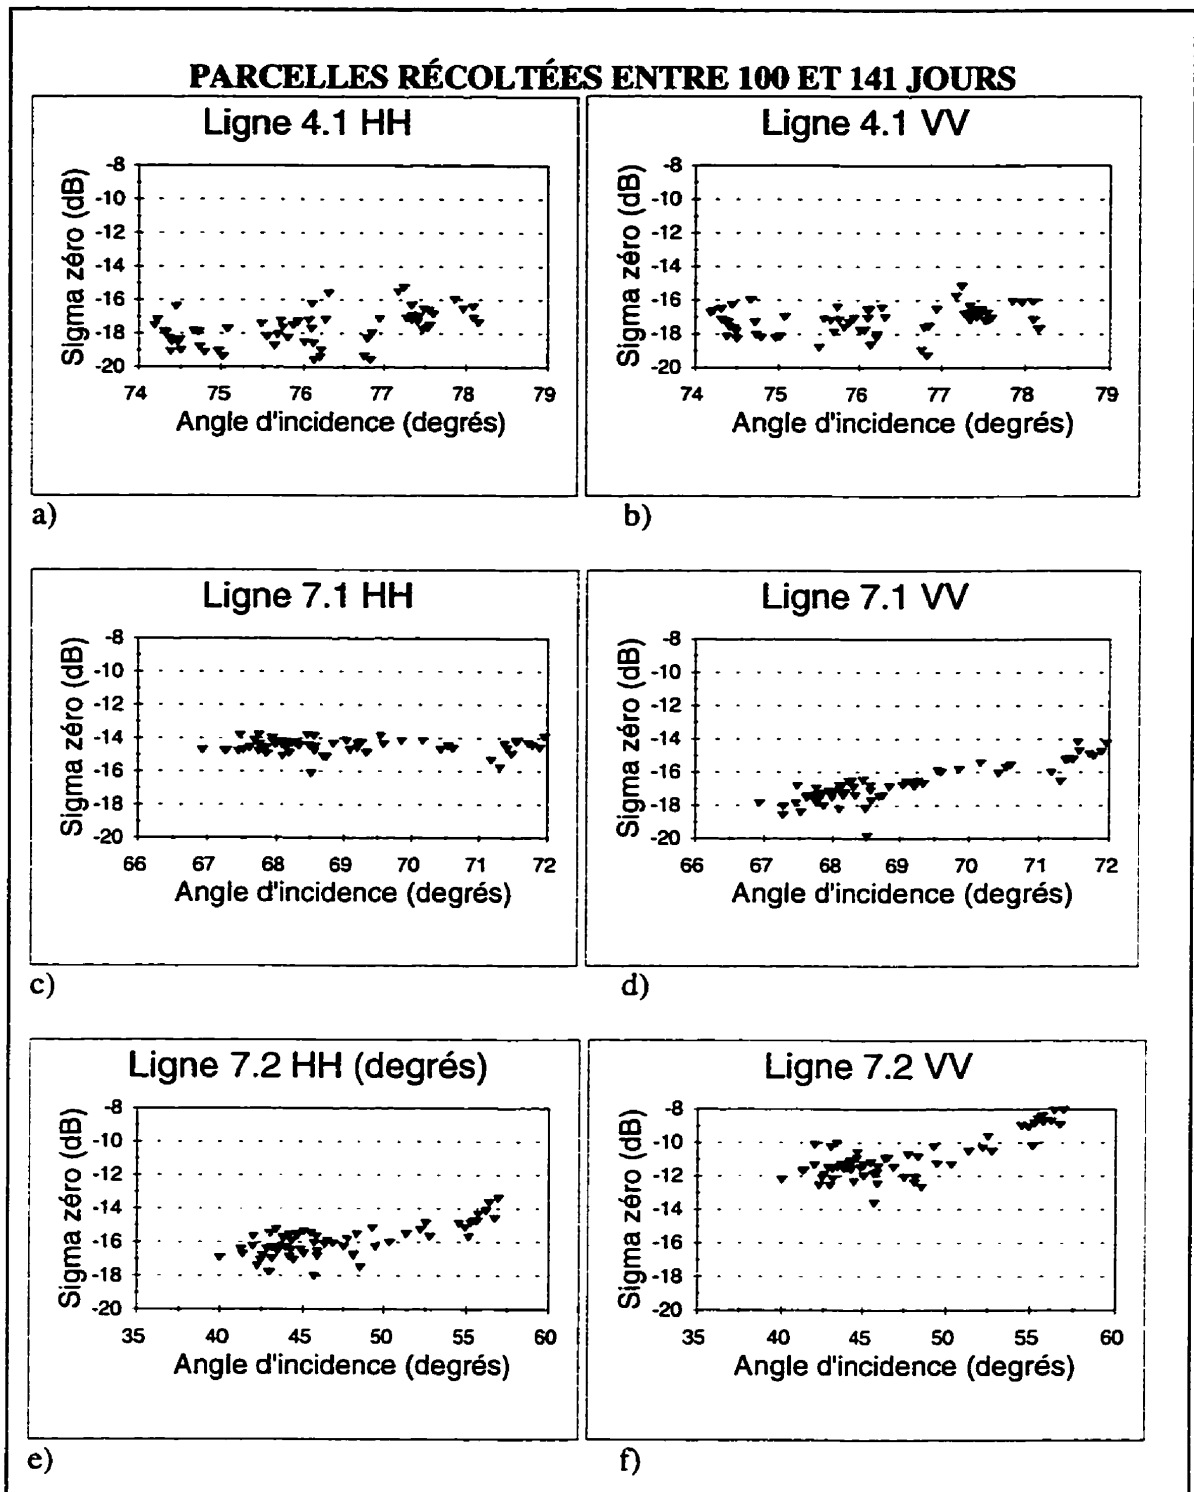 PARCELLES RÉCOLTÉES ENTRE 100 ET 141 JOURS
Ligne 4.1 HH
Sigma zéro (dB)
-8
-10
-12
-14
-16
-18
-20
74 75 76 77 78 79
Angle d'incidence (degrés)
a)
Ligne 4.1 VV
Sigma zéro (dB)
-8
-10
-12
-14
-16
-18
-20
74 75 76 77 78 79
Angle d'incidence (degrés)
b)
Ligne 7.1 HH
Sigma zéro (dB)
-8
-10
-12
-14
-16
-18
-20
66 67 68 69 70 71 72
Angle d'incidence (degrés)
c)
Ligne 7.1 VV
Sigma zéro (dB)
-8
-10
-12
-14
-16
-18
-20
66 67 68 69 70 71 72
Angle d'incidence (degrés)
d)
Ligne 7.2 HH (degrés)
Sigma zéro (dB)
-8
-10
-12
-14
-16
-18
-20
35 40 45 50 55 60
Angle d'incidence (degrés)
e)
Ligne 7.2 VV
Sigma zéro (dB)
-8
-10
-12
-14
-16
-18
-20
35 40 45 50 55 60
Angle d'incidence (degrés)
f)